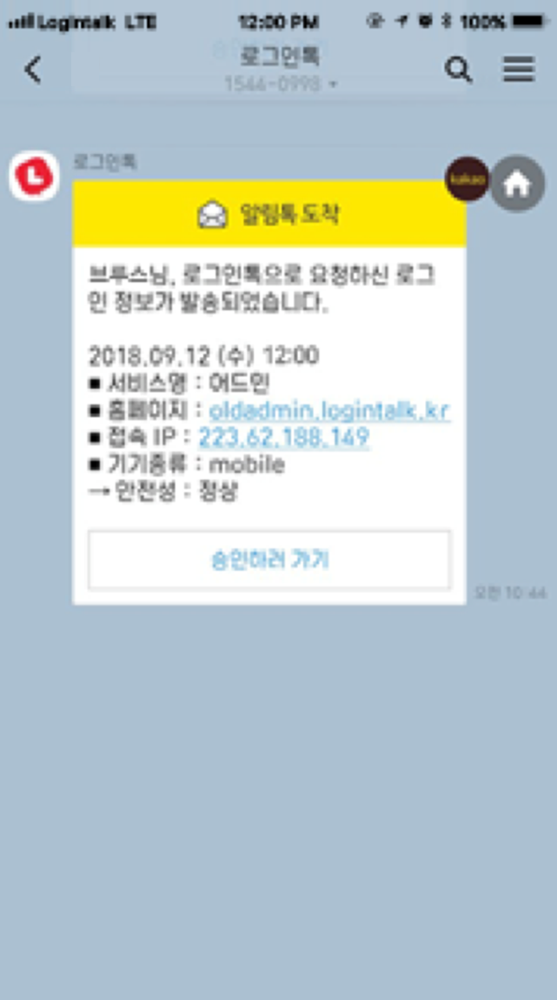 Logintalk LTE 12:00 PM 100%
로그인톡
1544-0998
로그인톡
kakao
알림톡 도착
브루스님, 로그인톡으로 요청하신 로그
인 정보가 발송되었습니다.
2018.09.12 (수) 12:00
■ 서비스명 : 어드민
■ 홈페이지 : oldadmin.logintalk.kr
■ 접속 IP : 223.62.188.149
■ 기기종류 : mobile
→ 안전성 : 정상
승인하러 가기
오전 10:44